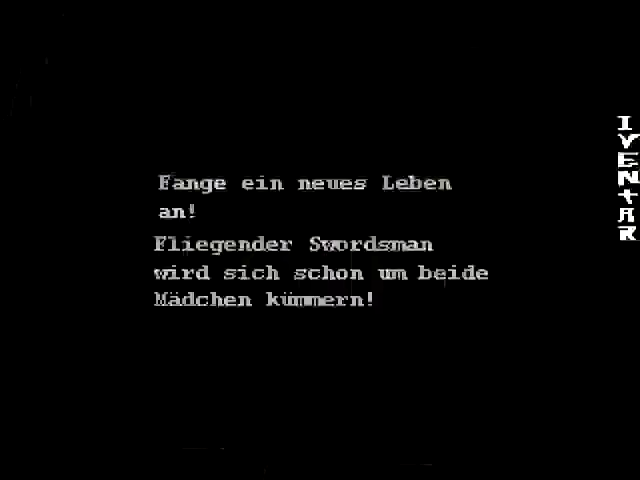 Fange ein neues Leben
an!
Fliegender Swordsman
wird sich schon um beide
Mädchen kümmern!
IVENTAR